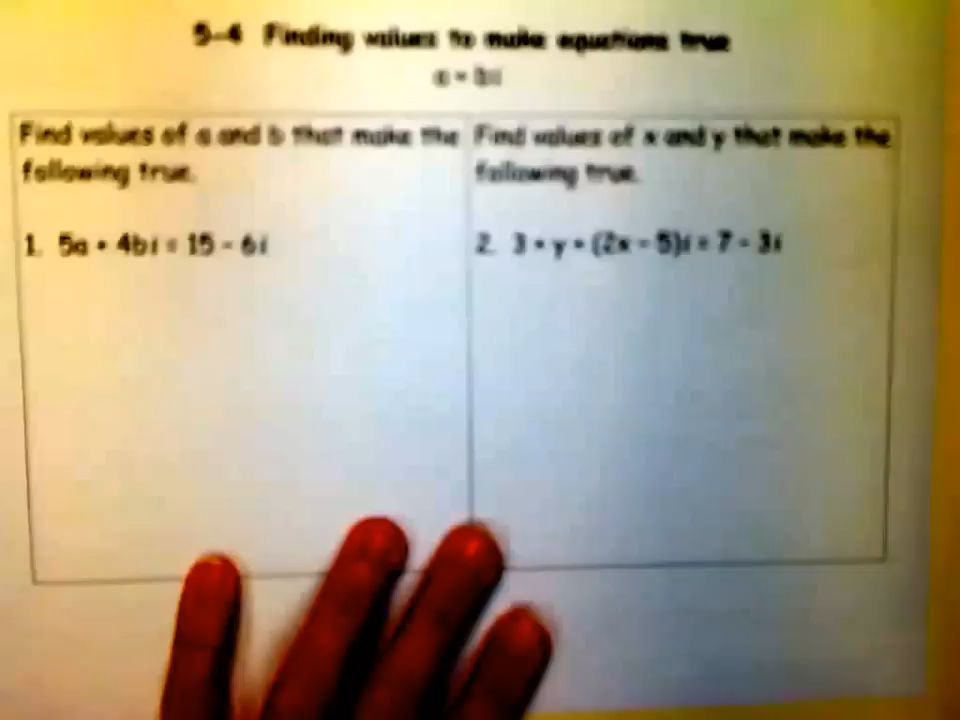 5-4 Finding values to make equations true
a + bi
Find values of a and b that make the
following true.
1. 5a + 4bi = 15 - 6i
Find values of x and y that make the
following true.
2. 3 + y + (2x - 5)i = 7 - 3i